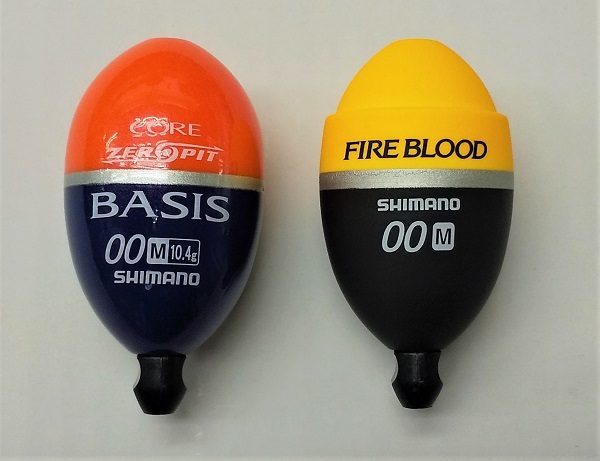 CORE
ZEROPIT
BASIS
00 M 10.4g
SHIMANO
FIRE BLOOD
SHIMANO
00 M